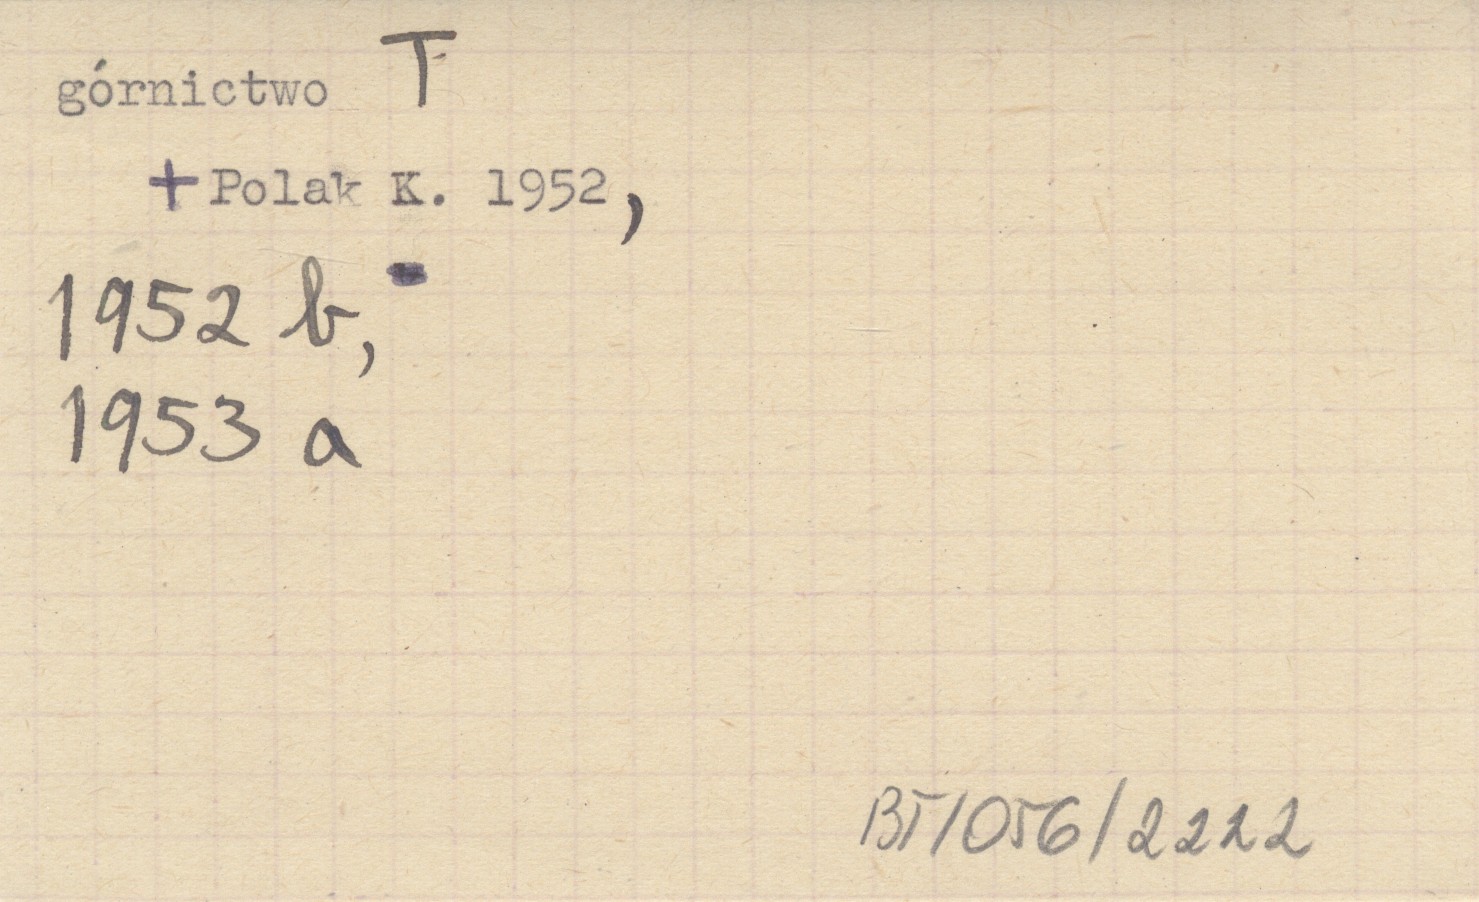 górnictwo T
+ Polak K. 1952,
1952 b,
1953 a
BT/056/2222